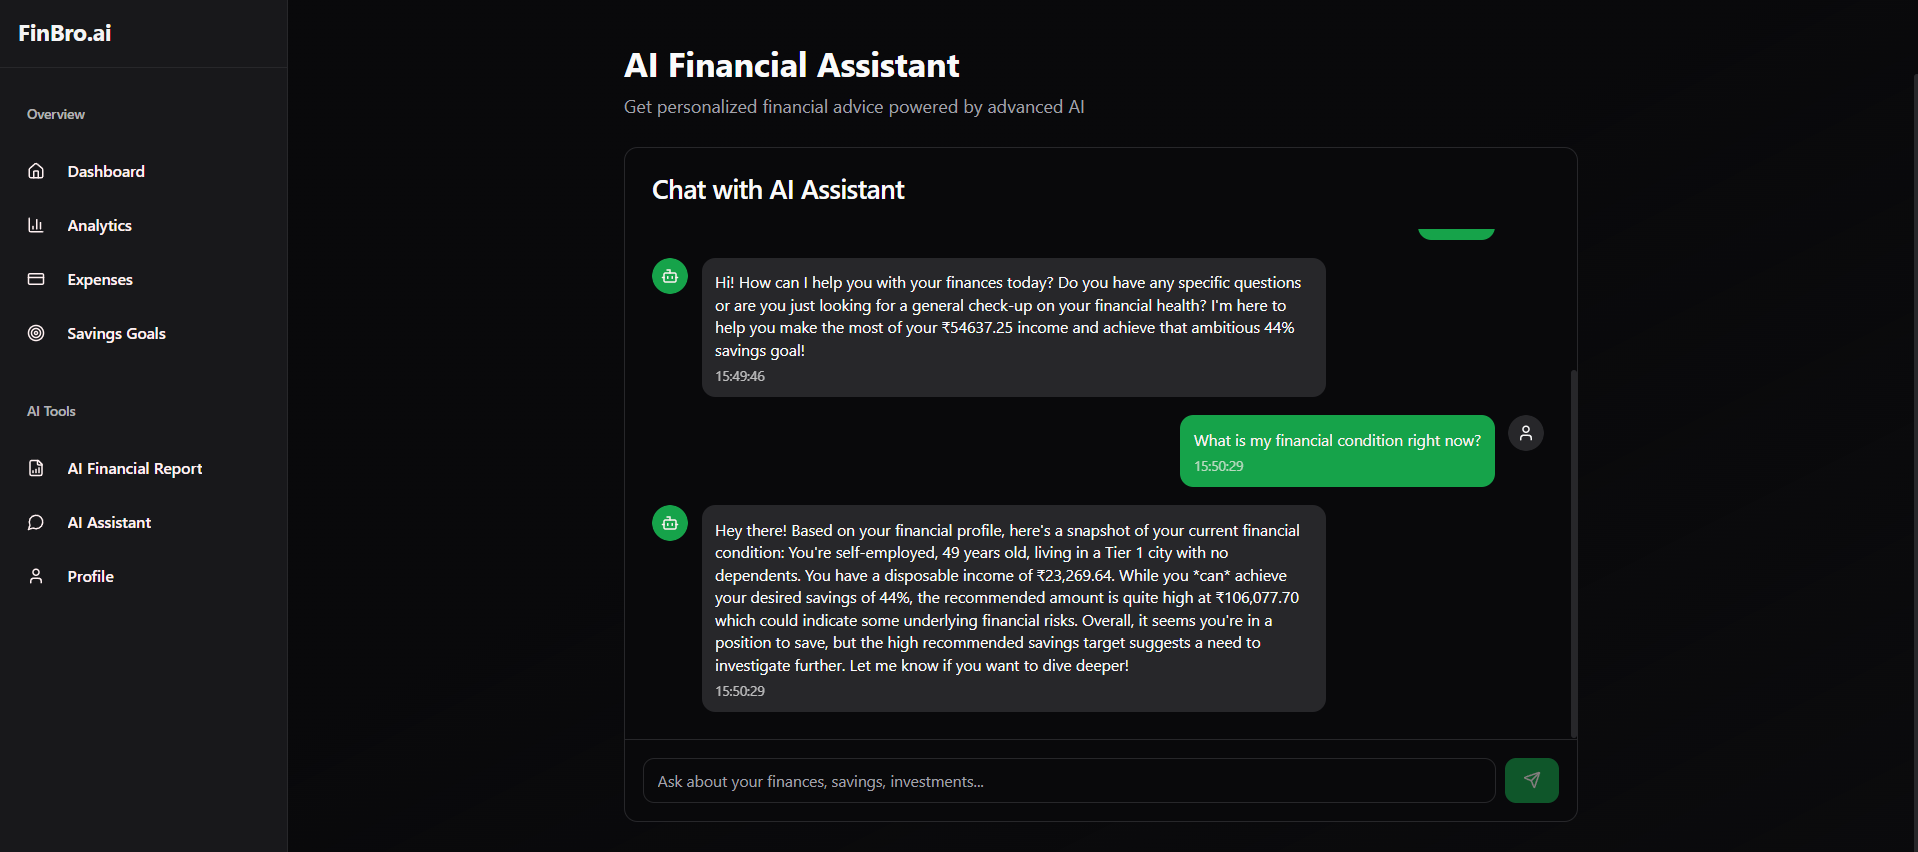 FinBro.ai
Overview
Dashboard
Analytics
Expenses
Savings Goals
AI Tools
AI Financial Report
AI Assistant
Profile
AI Financial Assistant
Get personalized financial advice powered by advanced AI
Chat with AI Assistant
Hi! How can I help you with your finances today? Do you have any specific questions
or are you just looking for a general check-up on your financial health? I'm here to
help you make the most of your ₹54637.25 income and achieve that ambitious 44%
savings goal!
15:49:46
What is my financial condition right now?
15:50:29
Hey there! Based on your financial profile, here's a snapshot of your current financial
condition: You're self-employed, 49 years old, living in a Tier 1 city with no
dependents. You have a disposable income of ₹23,269.64. While you *can* achieve
your desired savings of 44%, the recommended amount is quite high at ₹106,077.70
which could indicate some underlying financial risks. Overall, it seems you're in a
position to save, but the high recommended savings target suggests a need to
investigate further. Let me know if you want to dive deeper!
15:50:29
Ask about your finances, savings, investments...